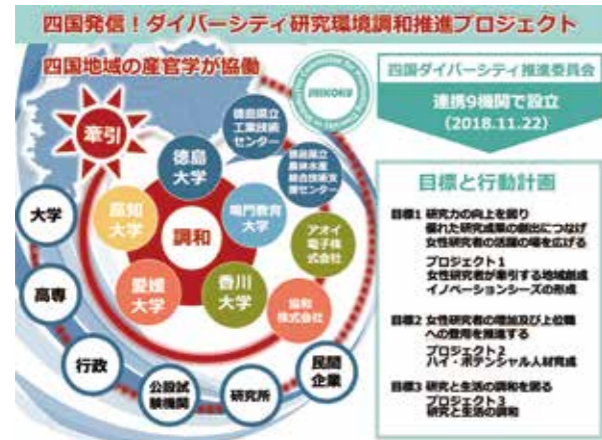 四国発信！ダイバーシティ研究環境調和推進プロジェクト
四国地域の産官学が協働
牽引
徳島県立
工業技術
センター
徳島県立
農林水産
総合技術支
援センター
徳島
大学
高知
大学
鳴門教育
大学
調和
愛媛
大学
香川
大学
アオイ
電子株
式会社
協和
株式会社
大学
高専
行政
公設試
験機関
研究所
民間
企業
SHIKOKU
四国ダイバーシティ推進委員会
連携9機関で設立
(2018.11.22)
目標と行動計画
目標1 研究力の向上を図り
優れた研究成果の創出につなげ
女性研究者の活躍の場を広げる
プロジェクト1
女性研究者が牽引する地域創成
イノベーションシーズの形成
目標2 女性研究者の増加及び上位職
への登用を推進する
プロジェクト2
ハイ・ポテンシャル人材育成
目標3 研究と生活の調和を図る
プロジェクト3
研究と生活の調和